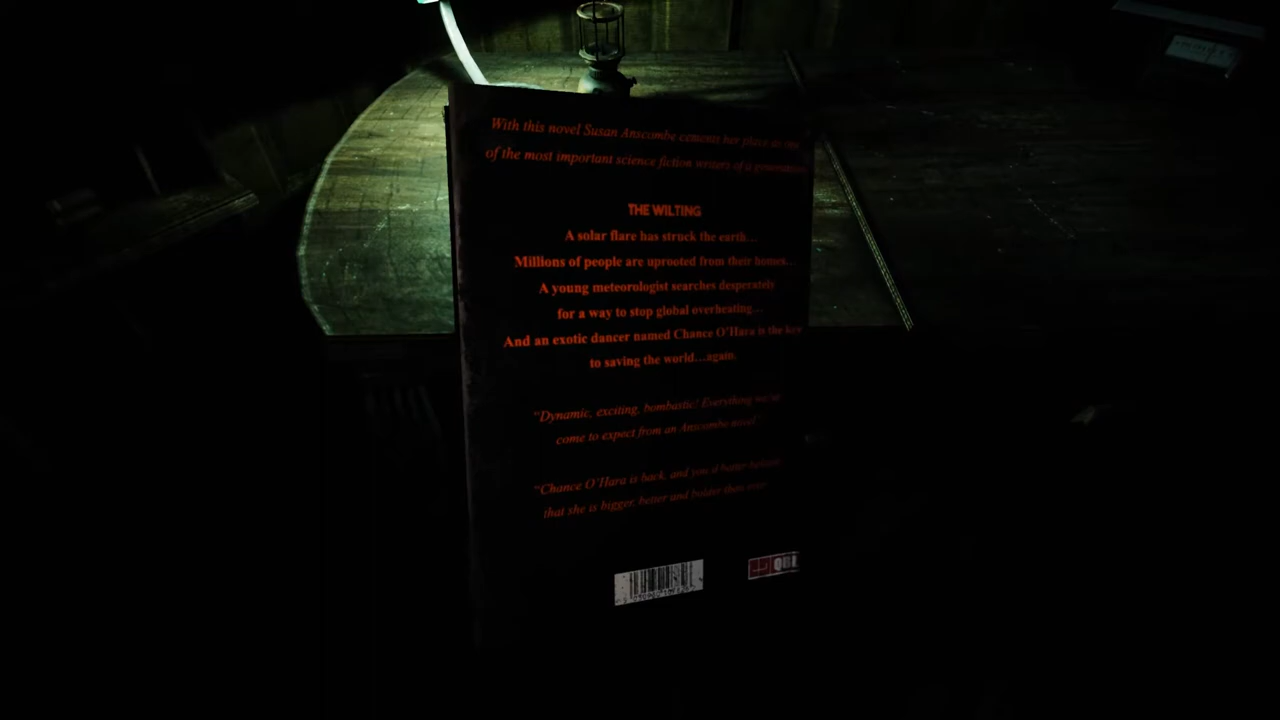 With this novel Susan Anscombe cements her place as one
of the most important science fiction writers of a generation
THE WILTING
A solar flare has struck the earth...
Millions of people are uprooted from their homes...
A young meteorologist searches desperately
for a way to stop global overheating...
And an exotic dancer named Chance O'Hara is the key
to saving the world...again.
"Dynamic, exciting, bombastic! Everything we've
come to expect from an Anscombe novel"
"Chance O'Hara is back, and you'd better believe
that she is bigger, better and bolder than ever
QBI